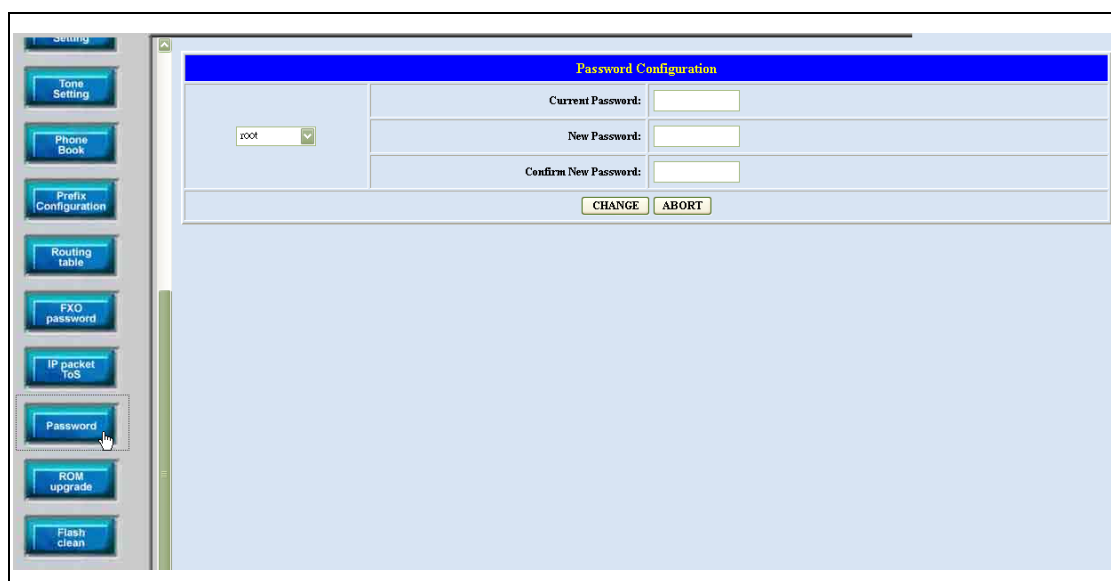 Setting
Tone
Setting
Phone
Book
Prefix
Configuration
Routing
table
FXO
password
IP packet
ToS
Password
ROM
upgrade
Flash
clean
Password Configuration
root
Current Password:
New Password:
Confirm New Password:
CHANGE ABORT